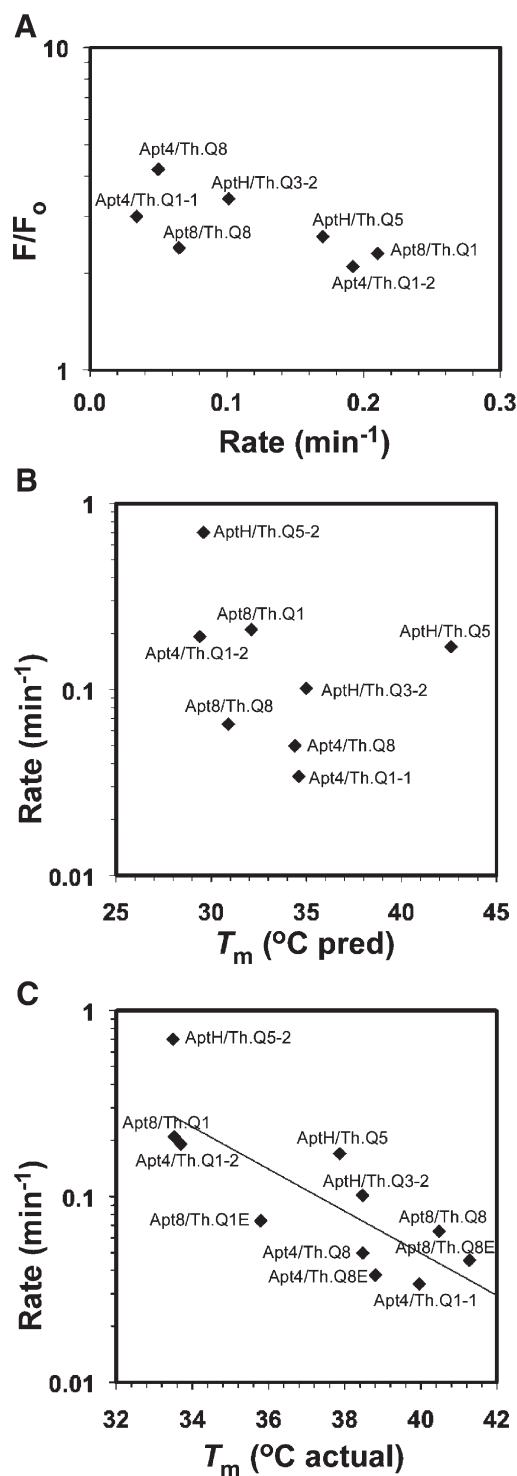 A
10
Apt4/Th.Q8
AptH/Th.Q3-2
Apt4/Th.Q1-1
AptH/Th.Q5
Apt8/Th.Q8
Apt8/Th.Q1
Apt4/Th.Q1-2
F/Fo
1
0.0 0.1 0.2 0.3
Rate (min-1)
B
1
AptH/Th.Q5-2
Apt8/Th.Q1
AptH/Th.Q5
Apt4/Th.Q1-2
0.1
AptH/Th.Q3-2
Apt8/Th.Q8
Apt4/Th.Q8
Apt4/Th.Q1-1
Rate (min-1)
0.01
25 30 35 40 45
Tm (oC pred)
C
1
AptH/Th.Q5-2
Apt8/Th.Q1
AptH/Th.Q5
Apt4/Th.Q1-2
AptH/Th.Q3-2
0.1
Apt8/Th.Q1E
Apt8/Th.Q8
Apt4/Th.Q8
Apt8/Th.Q8E
Apt4/Th.Q8E
Apt4/Th.Q1-1
Rate (min-1)
0.01
32 34 36 38 40 42
Tm (oC actual)